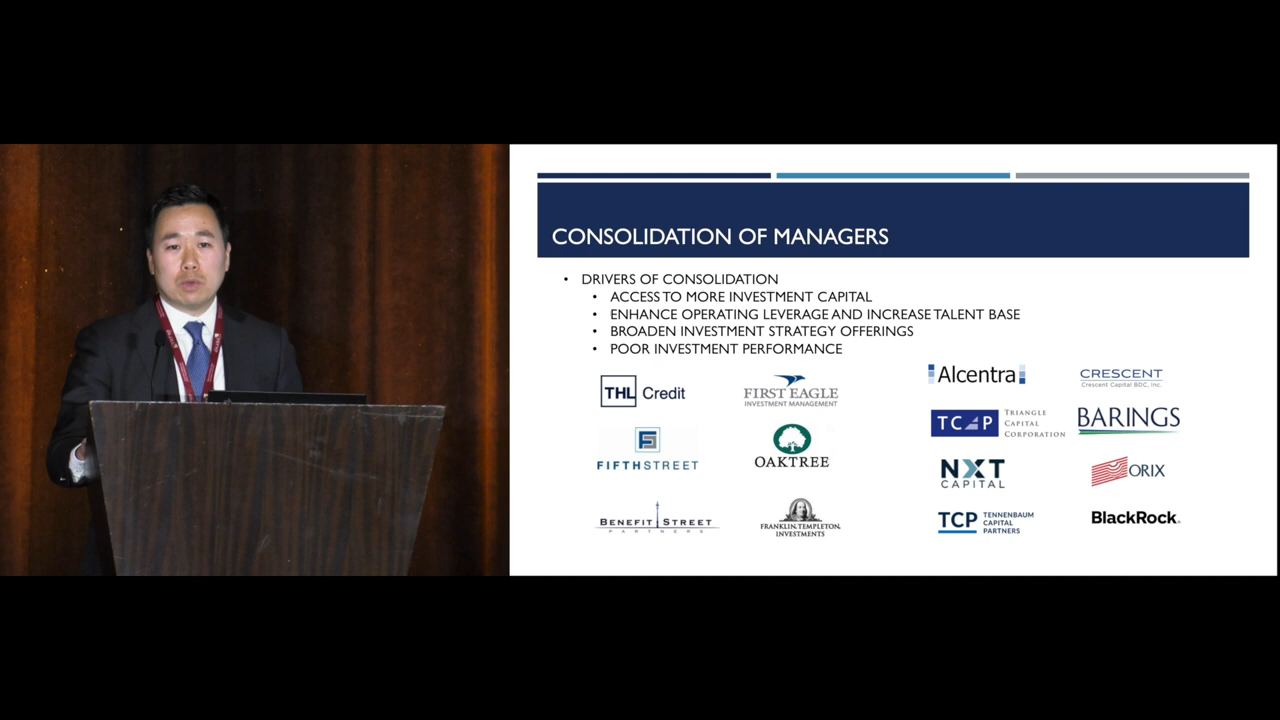 CONSOLIDATION OF MANAGERS
• DRIVERS OF CONSOLIDATION
• ACCESS TO MORE INVESTMENT CAPITAL
• ENHANCE OPERATING LEVERAGE AND INCREASE TALENT BASE
• BROADEN INVESTMENT STRATEGY OFFERINGS
• POOR INVESTMENT PERFORMANCE
THL Credit
FIRST EAGLE
INVESTMENT MANAGEMENT
FIFTHSTREET
OAKTREE
BENEFIT STREET
PARTNERS
FRANKLIN TEMPLETON
INVESTMENTS
Alcentra
CRESCENT
Crescent Capital BDC, Inc.
TCAP
TRIANGLE
CAPITAL
CORPORATION
BARINGS
NXT
CAPITAL
ORIX
TCP
TENNENBAUM
CAPITAL
PARTNERS
BlackRock.